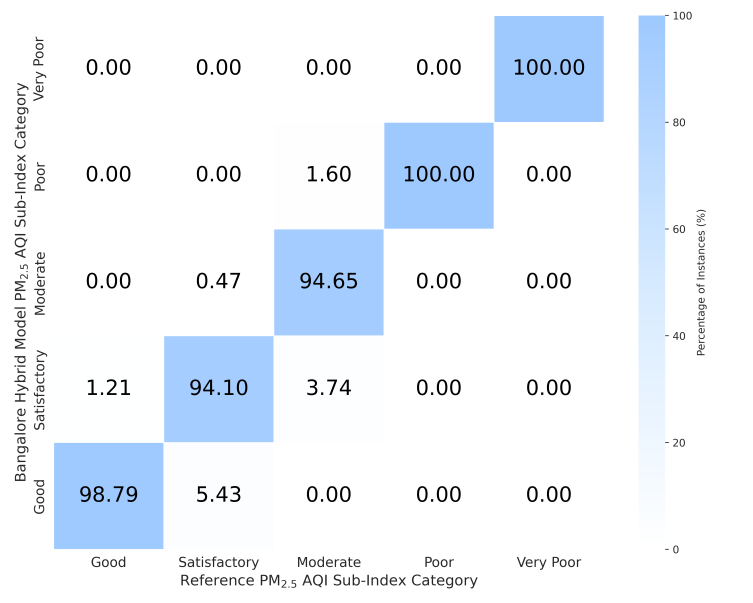 Bangalore Hybrid Model PM2.5 AQI Sub-Index Category
Very Poor
0.00 0.00 0.00 0.00 100.00
Poor
0.00 0.00 1.60 100.00 0.00
Moderate
0.00 0.47 94.65 0.00 0.00
Satisfactory
1.21 94.10 3.74 0.00 0.00
Good
98.79 5.43 0.00 0.00 0.00
Good Satisfactory Moderate Poor Very Poor
Reference PM2.5 AQI Sub-Index Category
100
80
60
40
20
0
Percentage of Instances (%)